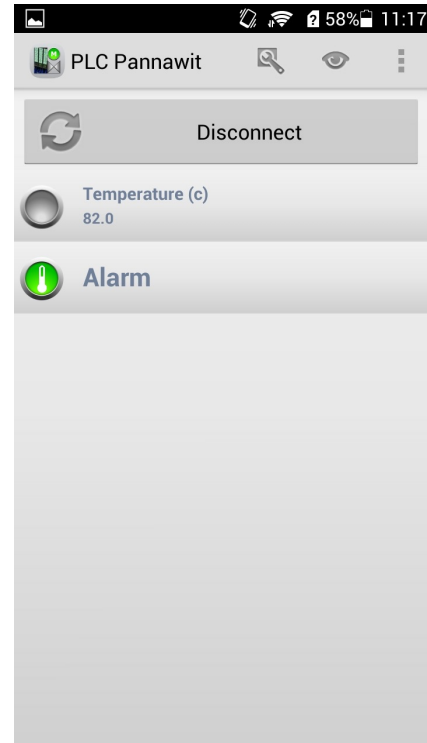 58% 11:17
PLC Pannawit
Disconnect
Temperature (c)
82.0
Alarm